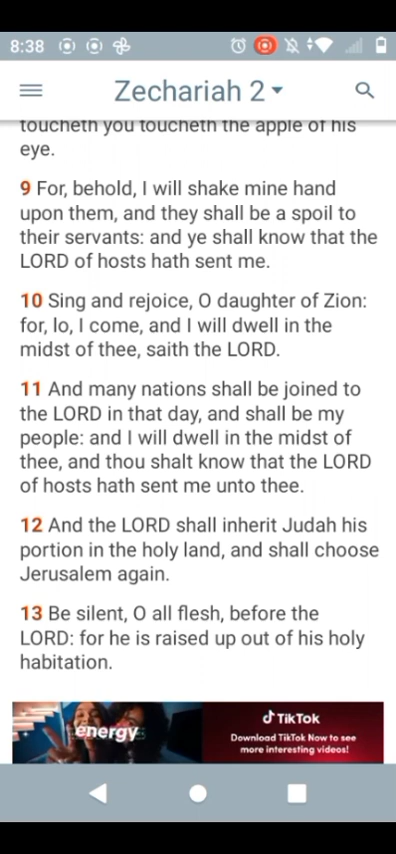 8:38
Zechariah 2
toucheth you toucheth the apple of his
eye.
9 For, behold, I will shake mine hand
upon them, and they shall be a spoil to
their servants: and ye shall know that the
LORD of hosts hath sent me.
10 Sing and rejoice, O daughter of Zion:
for, lo, I come, and I will dwell in the
midst of thee, saith the LORD.
11 And many nations shall be joined to
the LORD in that day, and shall be my
people: and I will dwell in the midst of
thee, and thou shalt know that the LORD
of hosts hath sent me unto thee.
12 And the LORD shall inherit Judah his
portion in the holy land, and shall choose
Jerusalem again.
13 Be silent, O all flesh, before the
LORD: for he is raised up out of his holy
habitation.
energy
TikTok
Download TikTok Now to see
more interesting videos!